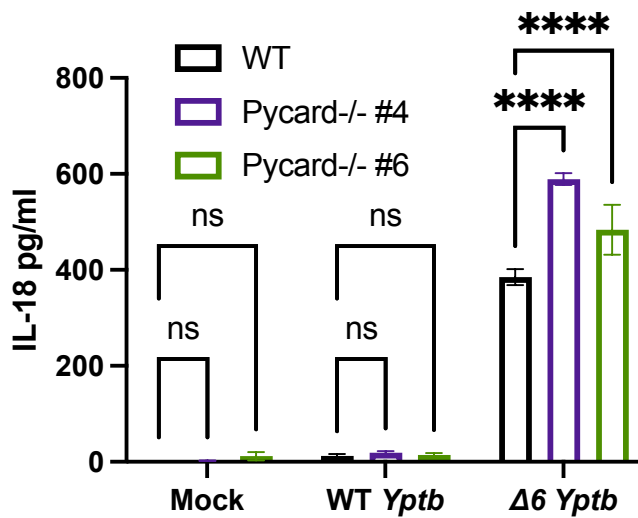 ****
WT
****
Pycard-/- #4
Pycard-/- #6
IL-18 pg/ml
800
600
400
200
0
ns
ns
ns
ns
Mock
WT Yptb
Δ6 Yptb